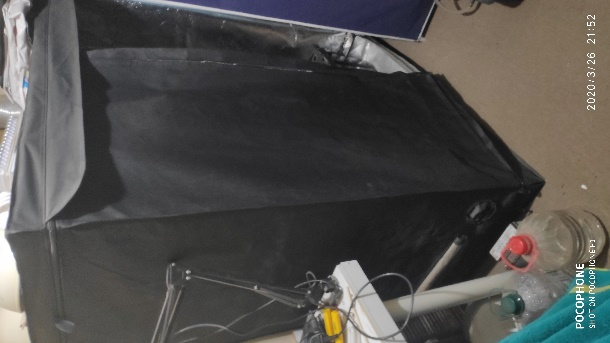 2020/3/26 21:52
POCOPHONE
SHOT ON POCOPHONE F1